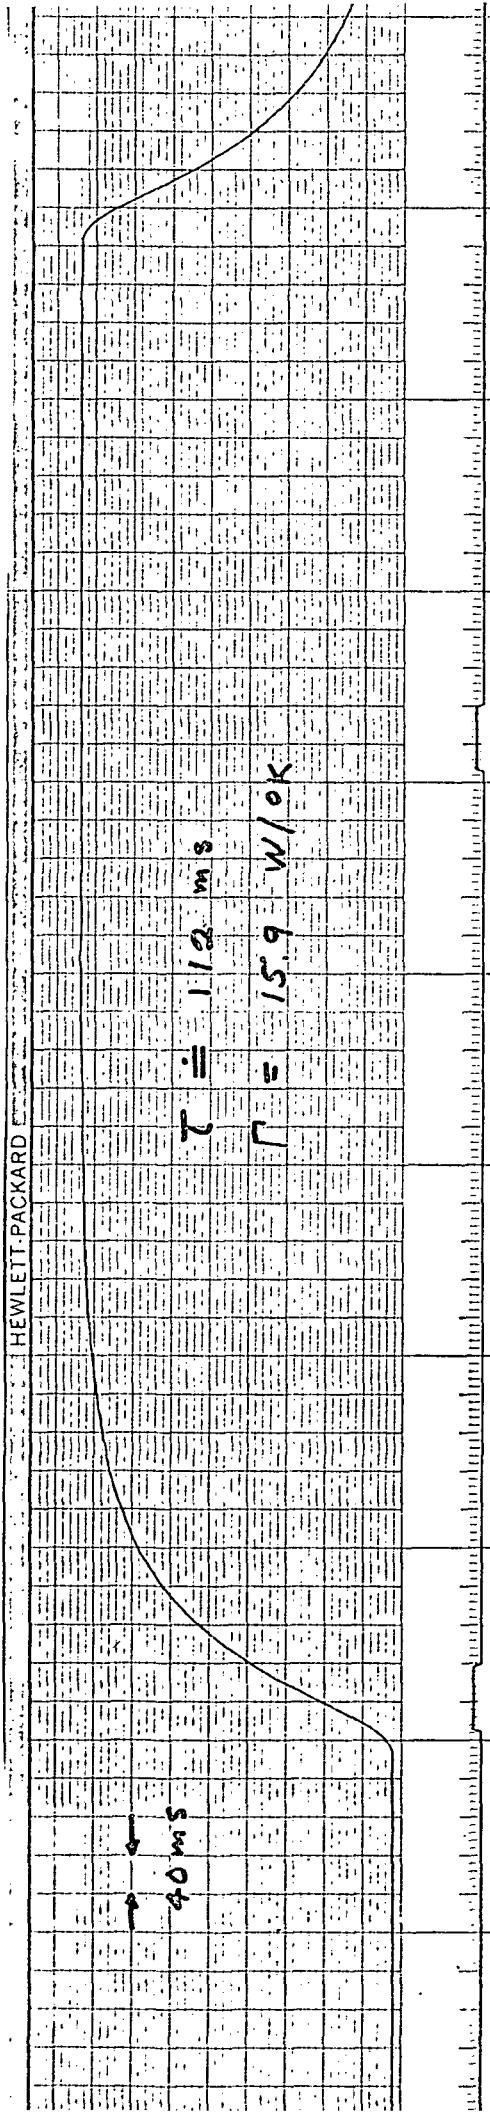 HEWLETT-PACKARD
τ ≐ 112 ms
Γ = 15.9 W/°K
40 ms